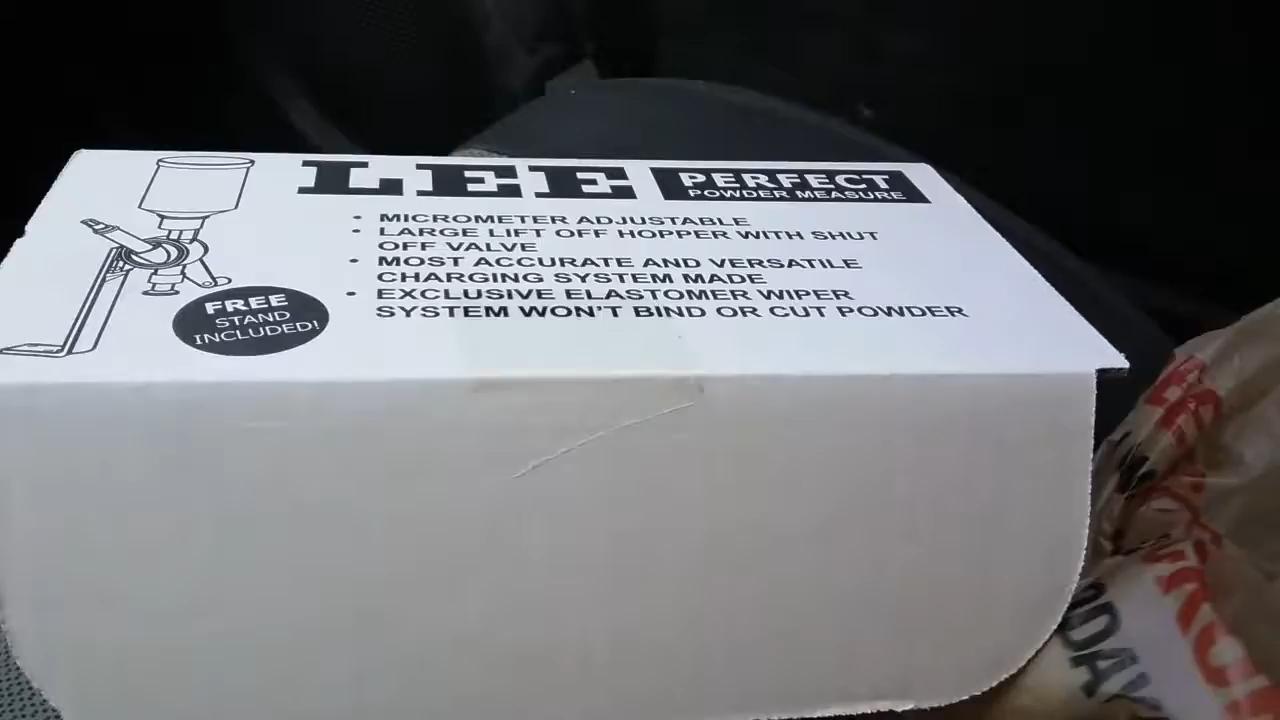 LEE PERFECT
POWDER MEASURE
• MICROMETER ADJUSTABLE
• LARGE LIFT OFF HOPPER WITH SHUT
OFF VALVE
• MOST ACCURATE AND VERSATILE
CHARGING SYSTEM MADE
• EXCLUSIVE ELASTOMER WIPER
SYSTEM WON'T BIND OR CUT POWDER
FREE
STAND
INCLUDED!